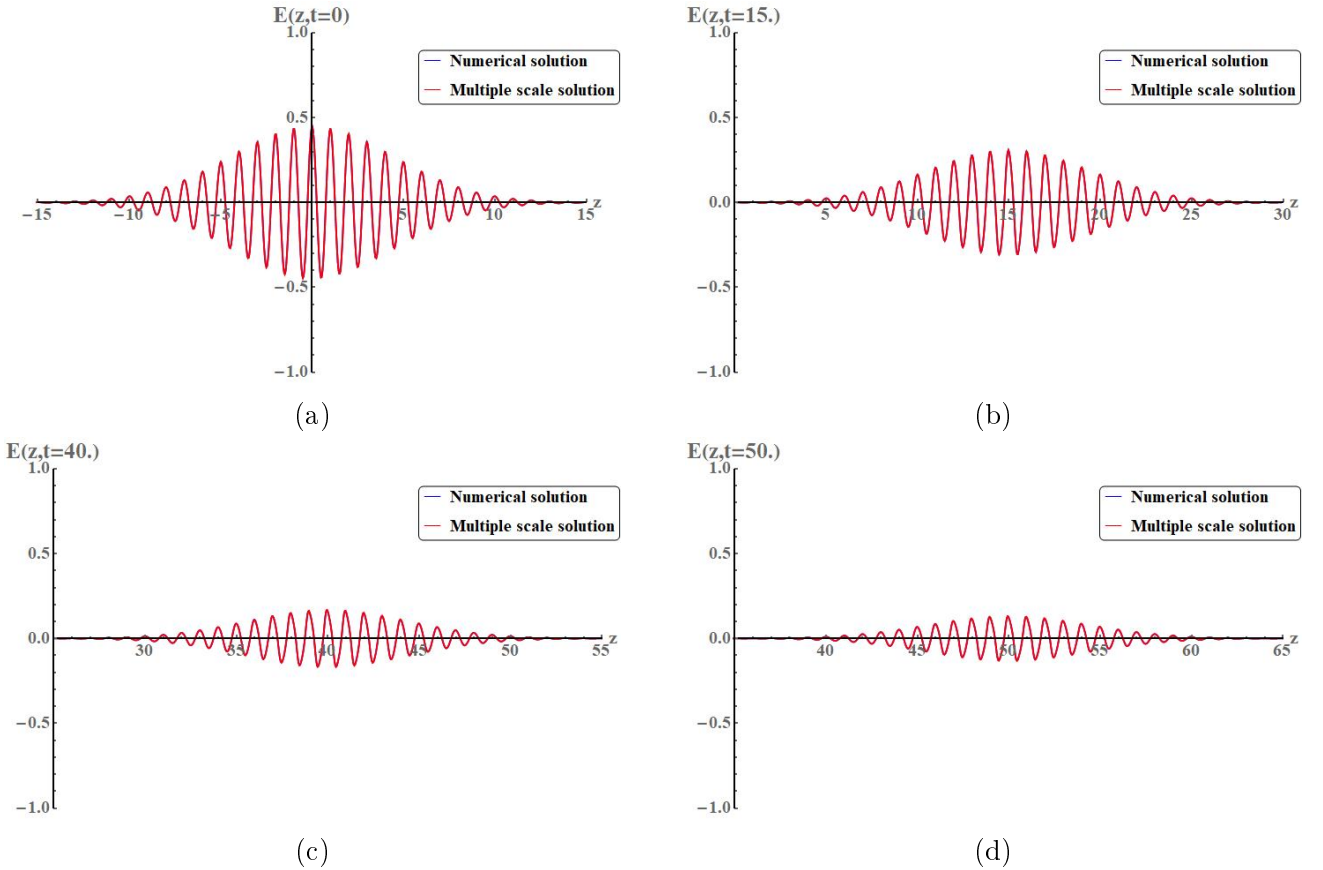 E(z,t=0)
1.0
0.5
−0.5
−1.0
−15
−10
−5
5
10
15
z
Numerical solution
Multiple scale solution
(a)
E(z,t=15.)
1.0
0.5
0.0
−0.5
−1.0
5
10
15
20
25
30
z
Numerical solution
Multiple scale solution
(b)
E(z,t=40.)
1.0
0.5
0.0
−0.5
−1.0
30
35
40
45
50
55
z
Numerical solution
Multiple scale solution
(c)
E(z,t=50.)
1.0
0.5
0.0
−0.5
−1.0
40
45
50
55
60
65
z
Numerical solution
Multiple scale solution
(d)